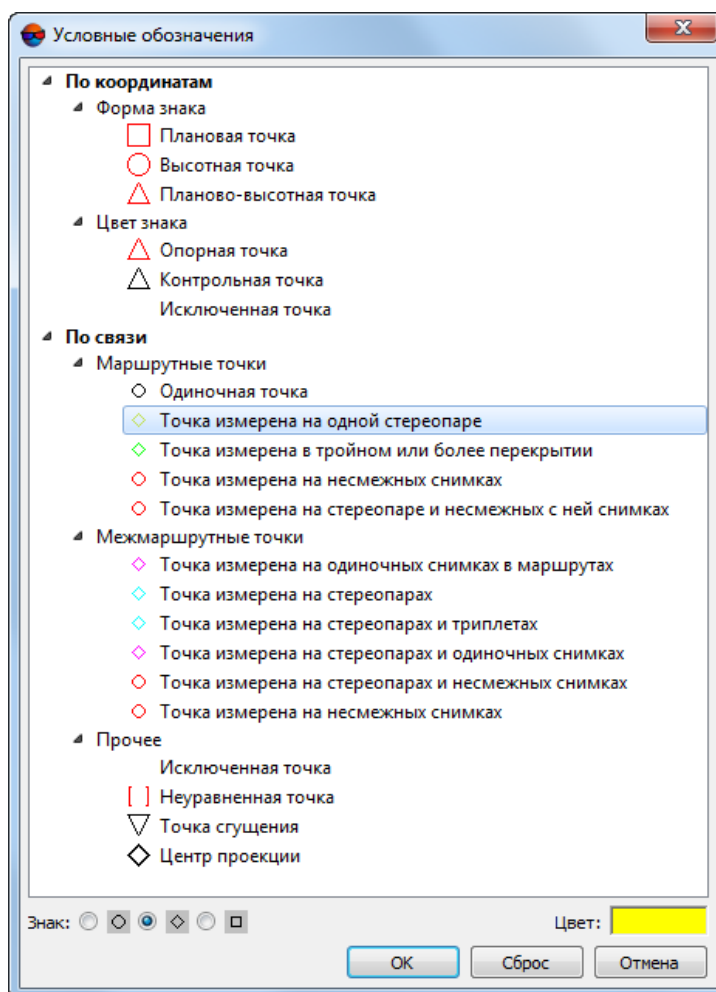 Условные обозначения
По координатам
Форма знака
Плановая точка
Высотная точка
Планово-высотная точка
Цвет знака
Опорная точка
Контрольная точка
Исключенная точка
По связи
Маршрутные точки
Одиночная точка
Точка измерена на одной стереопаре
Точка измерена в тройном или более перекрытии
Точка измерена на несмежных снимках
Точка измерена на стереопаре и несмежных с ней снимках
Межмаршрутные точки
Точка измерена на одиночных снимках в маршрутах
Точка измерена на стереопарах
Точка измерена на стереопарах и триплетах
Точка измерена на стереопарах и одиночных снимках
Точка измерена на стереопарах и несмежных снимках
Точка измерена на несмежных снимках
Прочее
Исключенная точка
Неуравненная точка
Точка сгущения
Центр проекции
Знак: Цвет:
OK Сброс Отмена